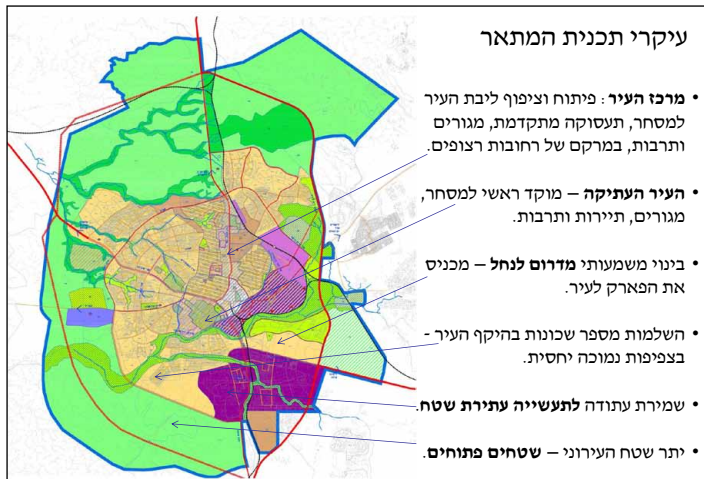 עיקרי תכנית המתאר
• מרכז העיר : פיתוח וציפוף ליבת העיר
למסחר, תעסוקה מתקדמת, מגורים
ותרבות, במרקם של רחובות רצופים.
• העיר העתיקה – מוקד ראשי למסחר,
מגורים, תיירות ותרבות.
• בינוי משמעותי מדרום לנחל – מכניס
את הפארק לעיר.
• השלמות מספר שכונות בהיקף העיר -
בצפיפות נמוכה יחסית.
• שמירת עתודה לתעשייה עתירת שטח.
• יתר שטח העירוני – שטחים פתוחים.